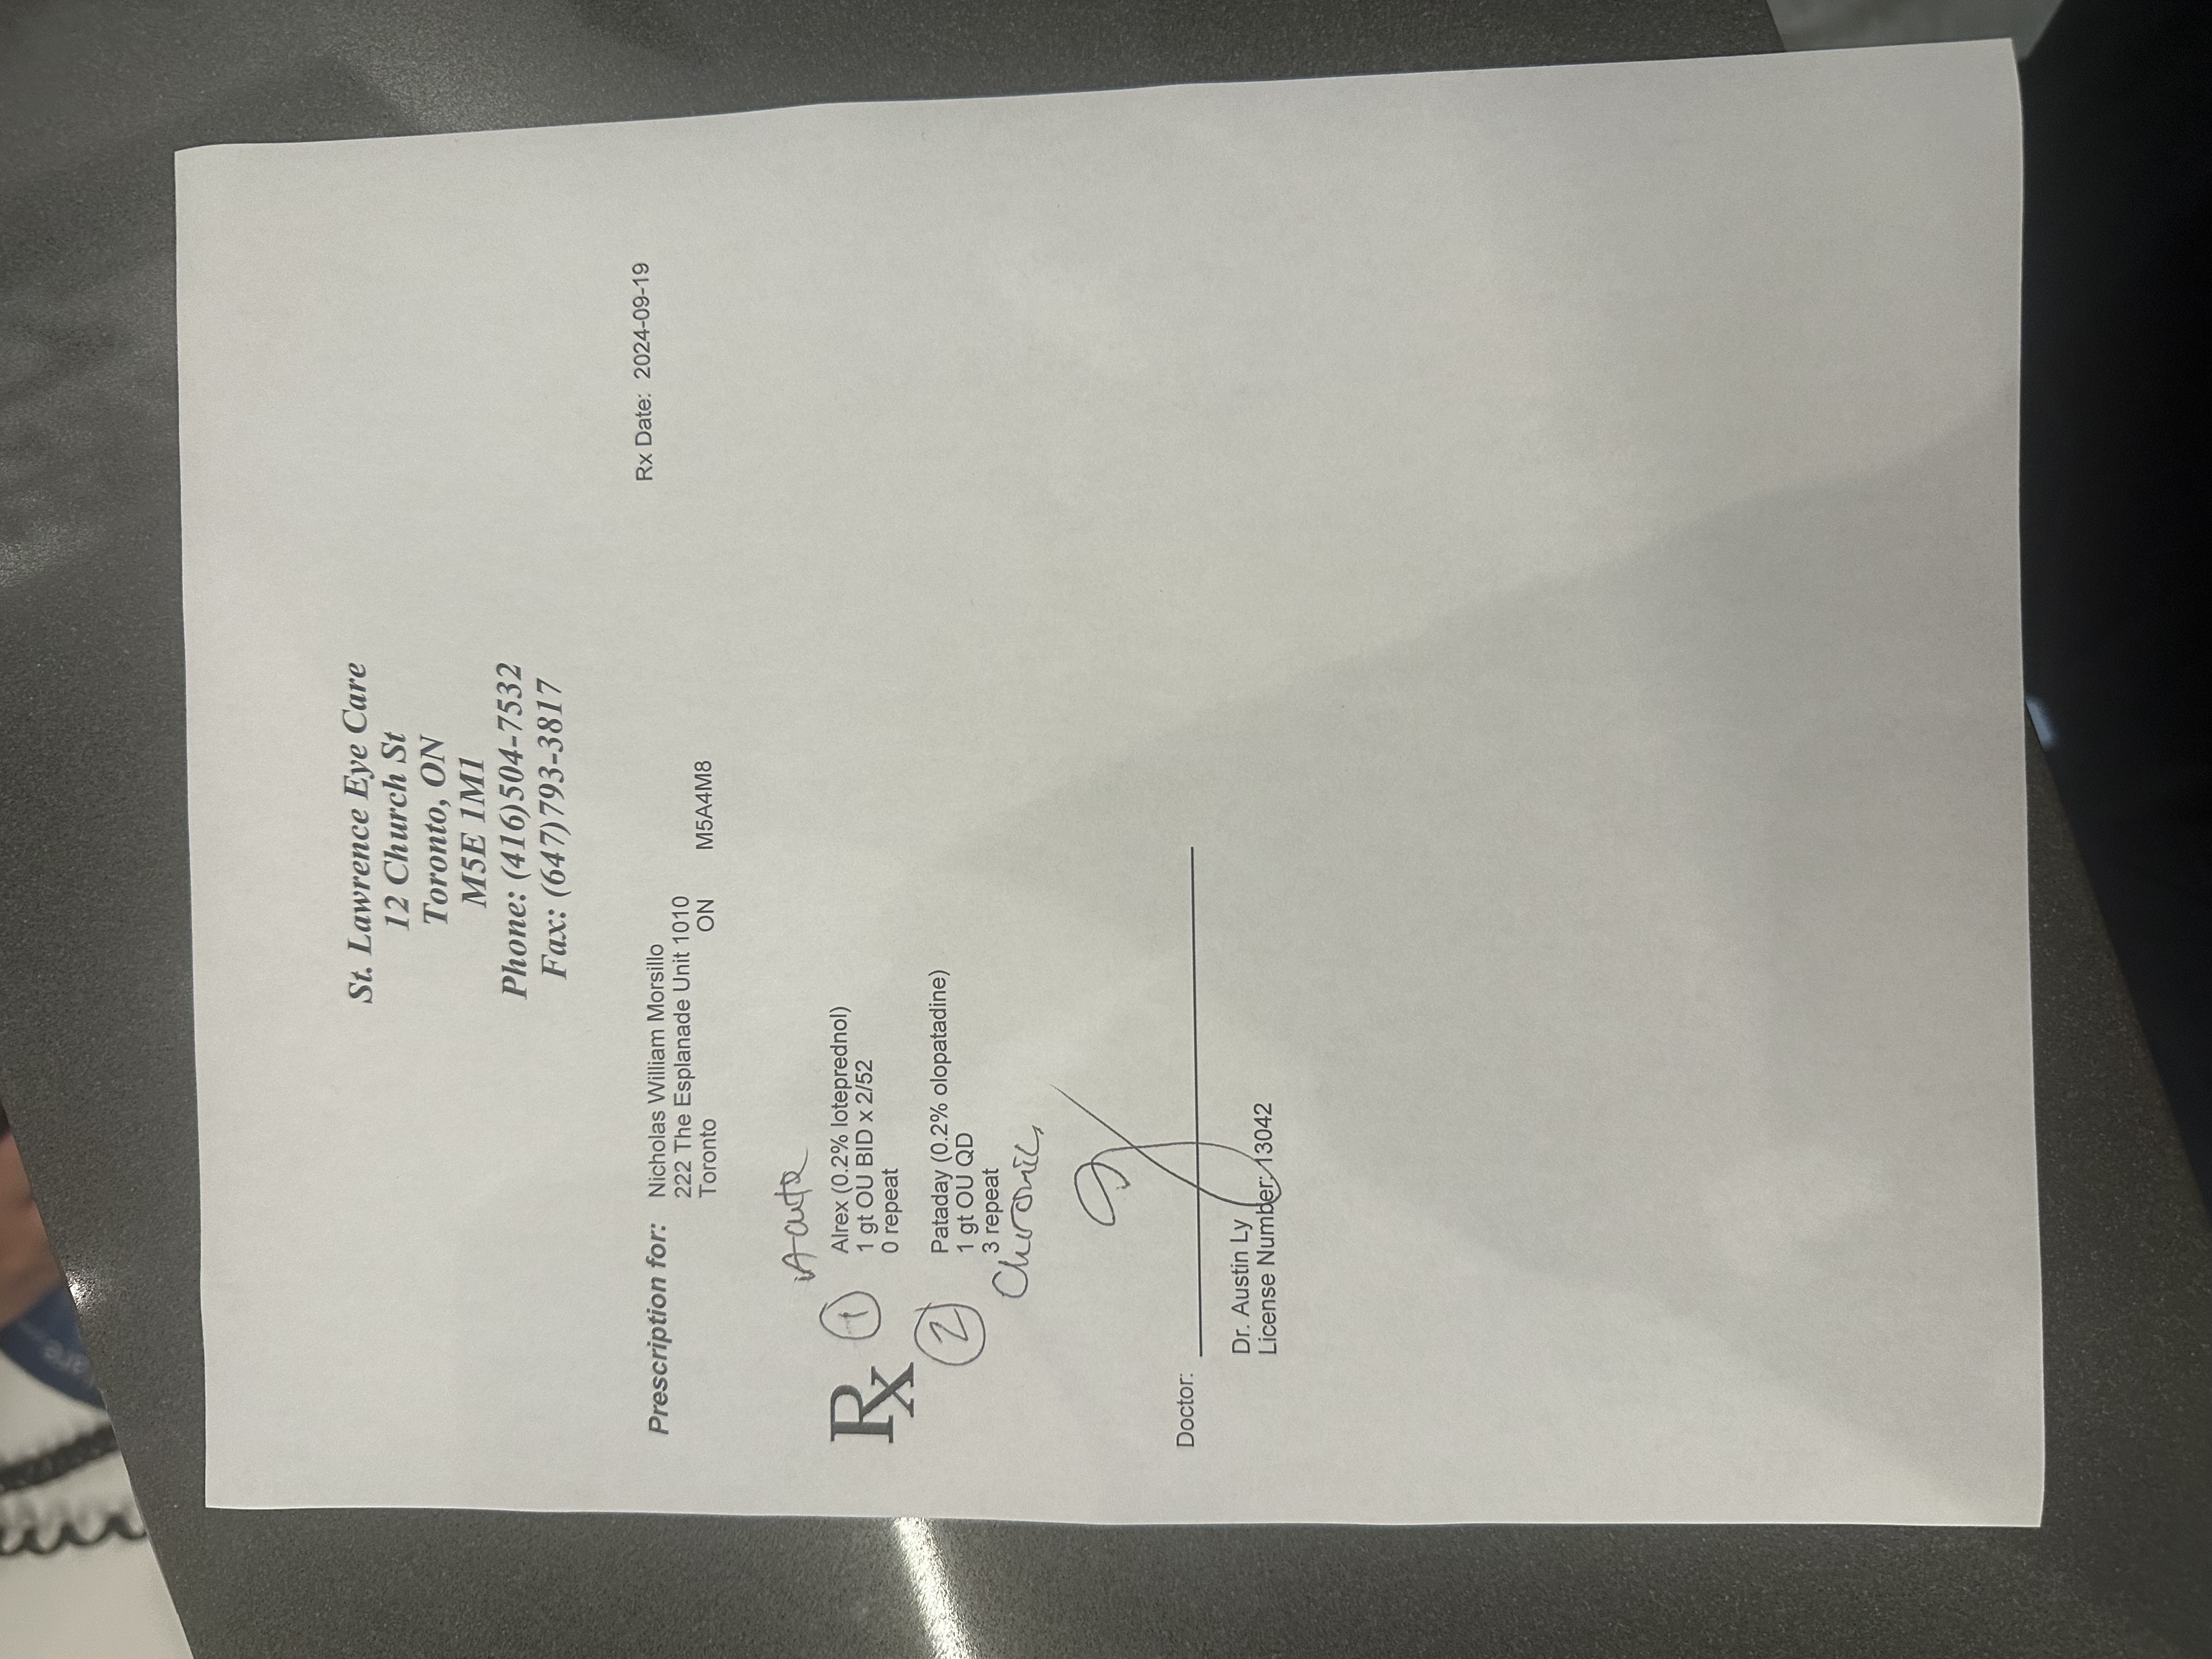 are
St. Lawrence Eye Care
12 Church St
Toronto, ON
M5E 1M1
Phone: (416)504-7532
Fax: (647)793-3817
Prescription for: Nicholas William Morsillo
Rx Date: 2024-09-19
222 The Esplanade Unit 1010
Toronto ON M5A4M8
Acute
Rx 1 Alrex (0.2% loteprednol)
1 gt OU BID x 2/52
0 repeat
2 Pataday (0.2% olopatadine)
1 gt OU QD
3 repeat
Chronic
Doctor:
Dr. Austin Ly
License Number: 13042